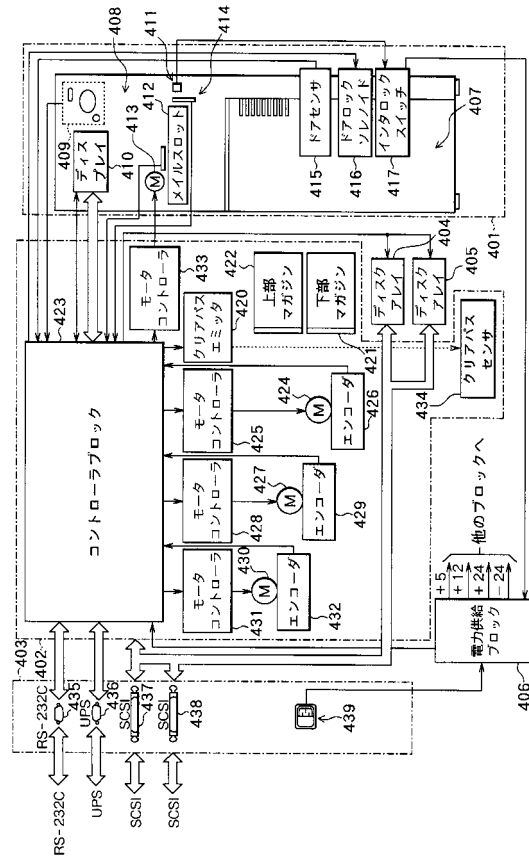 403
402
RS-232C
RS-232C
435
UPS
UPS
436
SCSI
SCSI
437
SCSI
SCSI
438
439
423
コントローラブロック
モータ
コントローラ
431
430
M
エンコーダ
432
モータ
コントローラ
428
427
M
エンコーダ
429
モータ
コントローラ
425
424
M
エンコーダ
426
クリアパス
エミッタ
420
モータ
コントローラ
433
上部
マガジン
422
下部
マガジン
421
ディスク
アレイ
404
ディスク
アレイ
405
クリアパス
センサ
434
電力供給
ブロック
406
+5
+12
+24
-24
他のブロックへ
409
ディス
プレイ
410
408
M
413
メイルスロット
412
411
414
ドアセンサ
415
ドアロック
ソレノイド
416
インタロック
スイッチ
417
407
401